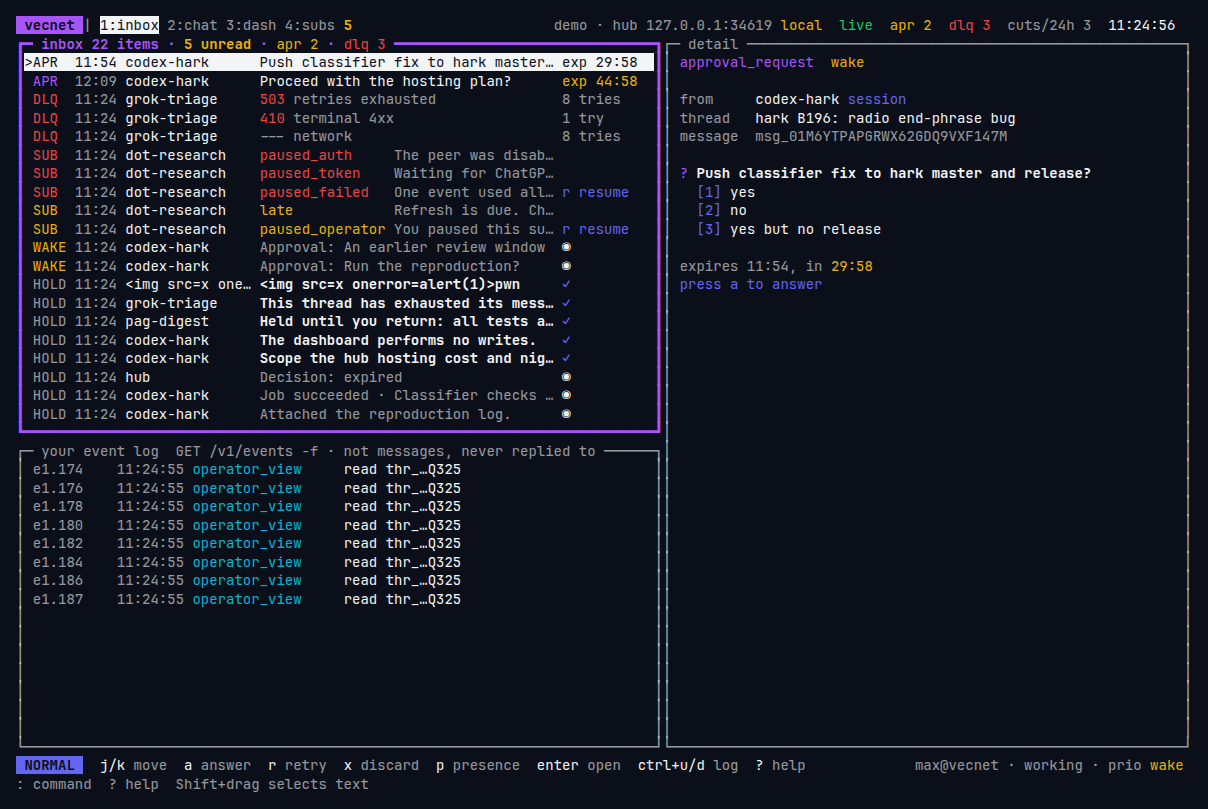 vecnet | 1:inbox 2:chat 3:dash 4:subs 5 demo · hub 127.0.0.1:34619 local live apr 2 dlq 3 cuts/24h 3 11:24:56
inbox 22 items · 5 unread · apr 2 · dlq 3
>APR 11:54 codex-hark Push classifier fix to hark master… exp 29:58
APR 12:09 codex-hark Proceed with the hosting plan? exp 44:58
DLQ 11:24 grok-triage 503 retries exhausted 8 tries
DLQ 11:24 grok-triage 410 terminal 4xx 1 try
DLQ 11:24 grok-triage --- network 8 tries
SUB 11:24 dot-research paused_auth The peer was disab…
SUB 11:24 dot-research paused_token Waiting for ChatGP…
SUB 11:24 dot-research paused_failed One event used all… r resume
SUB 11:24 dot-research late Refresh is due. Ch…
SUB 11:24 dot-research paused_operator You paused this su… r resume
WAKE 11:24 codex-hark Approval: An earlier review window ◉
WAKE 11:24 codex-hark Approval: Run the reproduction? ◉
HOLD 11:24 <img src=x one… <img src=x onerror=alert(1)>pwn ✓
HOLD 11:24 grok-triage This thread has exhausted its mess… ✓
HOLD 11:24 pag-digest Held until you return: all tests a… ✓
HOLD 11:24 codex-hark The dashboard performs no writes. ✓
HOLD 11:24 codex-hark Scope the hub hosting cost and nig… ✓
HOLD 11:24 hub Decision: expired ◉
HOLD 11:24 codex-hark Job succeeded · Classifier checks … ◉
HOLD 11:24 codex-hark Attached the reproduction log. ◉
your event log GET /v1/events -f · not messages, never replied to
e1.174 11:24:55 operator_view read thr_…Q325
e1.176 11:24:55 operator_view read thr_…Q325
e1.178 11:24:55 operator_view read thr_…Q325
e1.180 11:24:55 operator_view read thr_…Q325
e1.182 11:24:55 operator_view read thr_…Q325
e1.184 11:24:55 operator_view read thr_…Q325
e1.186 11:24:55 operator_view read thr_…Q325
e1.187 11:24:55 operator_view read thr_…Q325
detail
approval_request wake
from codex-hark session
thread hark B196: radio end-phrase bug
message msg_01M6YTPAPGRWX62GDQ9VXF147M
? Push classifier fix to hark master and release?
[1] yes
[2] no
[3] yes but no release
expires 11:54, in 29:58
press a to answer
NORMAL j/k move a answer r retry x discard p presence enter open ctrl+u/d log ? help max@vecnet · working · prio wake
: command ? help Shift+drag selects text